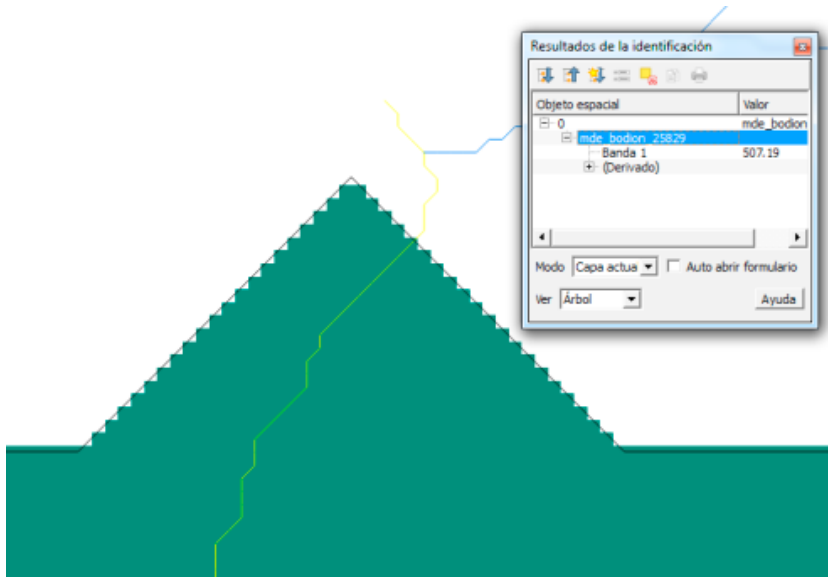 Resultados de la identificación
Objeto espacial Valor
0 mde_bodion
mde_bodion_25829
Banda 1 507.19
(Derivado)
Modo Capa actua Auto abrir formulario
Ver Árbol Ayuda